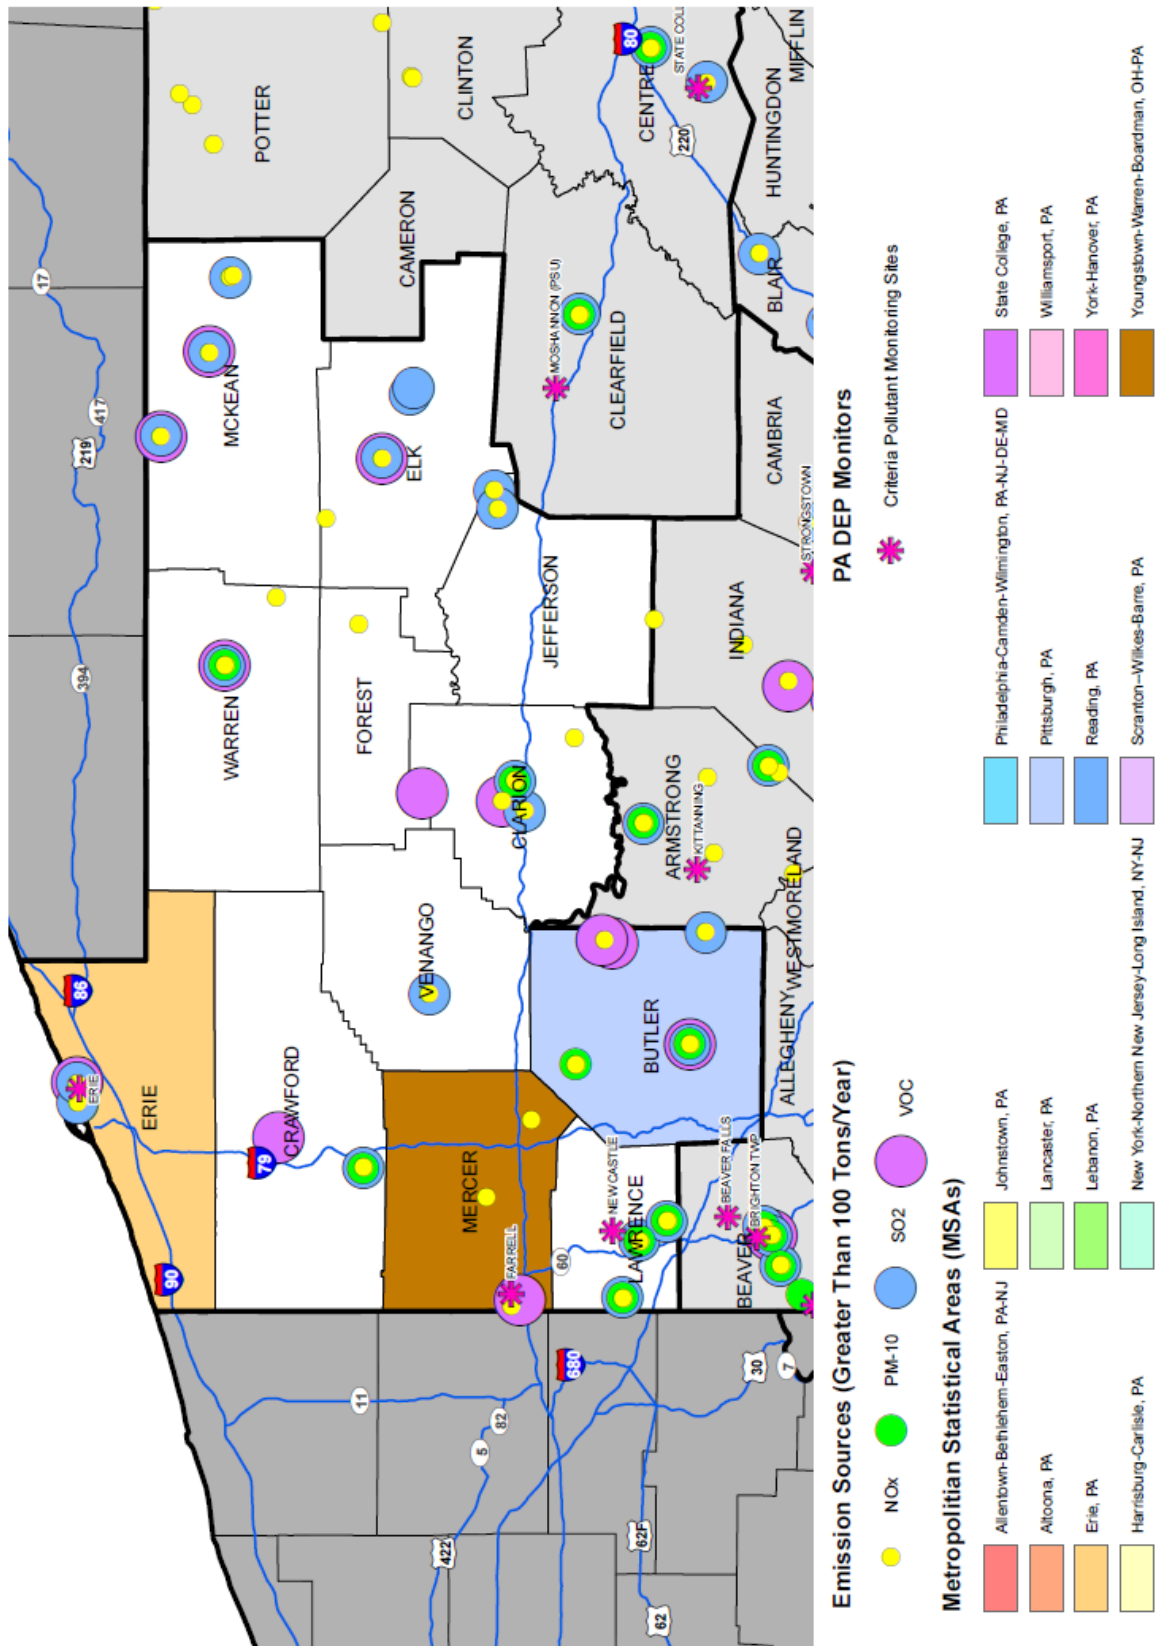 17
219
417
394
86
POTTER
CLINTON
CAMERON
MCKEAN
ELK
WARREN
FOREST
JEFFERSON
CLARION
VENANGO
CRAWFORD
ERIE
ERIE
79
90
MERCER
FARRELL
60
80
STATE COLL
CENTRE
220
HUNTINGDON
MIFFLIN
BLAIR
MOSHANNON (PSU)
CLEARFIELD
CAMBRIA
STRONGSTOWN
INDIANA
ARMSTRONG
KITTANNING
WESTMORELAND
ALLEGHENY
BUTLER
NEW CASTLE
LAWRENCE
BEAVER FALLS
BRIGHTON TWP
BEAVER
11
82
5
680
30
7
422
62F
62
Emission Sources (Greater Than 100 Tons/Year)
NOx
PM-10
SO2
VOC
PA DEP Monitors
Criteria Pollutant Monitoring Sites
Metropolitian Statistical Areas (MSAs)
Allentown-Bethlehem-Easton, PA-NJ
Altoona, PA
Erie, PA
Harrisburg-Carlisle, PA
Johnstown, PA
Lancaster, PA
Lebanon, PA
New York-Northern New Jersey-Long Island, NY-NJ
Philadelphia-Camden-Wilmington, PA-NJ-DE-MD
Pittsburgh, PA
Reading, PA
Scranton--Wilkes-Barre, PA
State College, PA
Williamsport, PA
York-Hanover, PA
Youngstown-Warren-Boardman, OH-PA